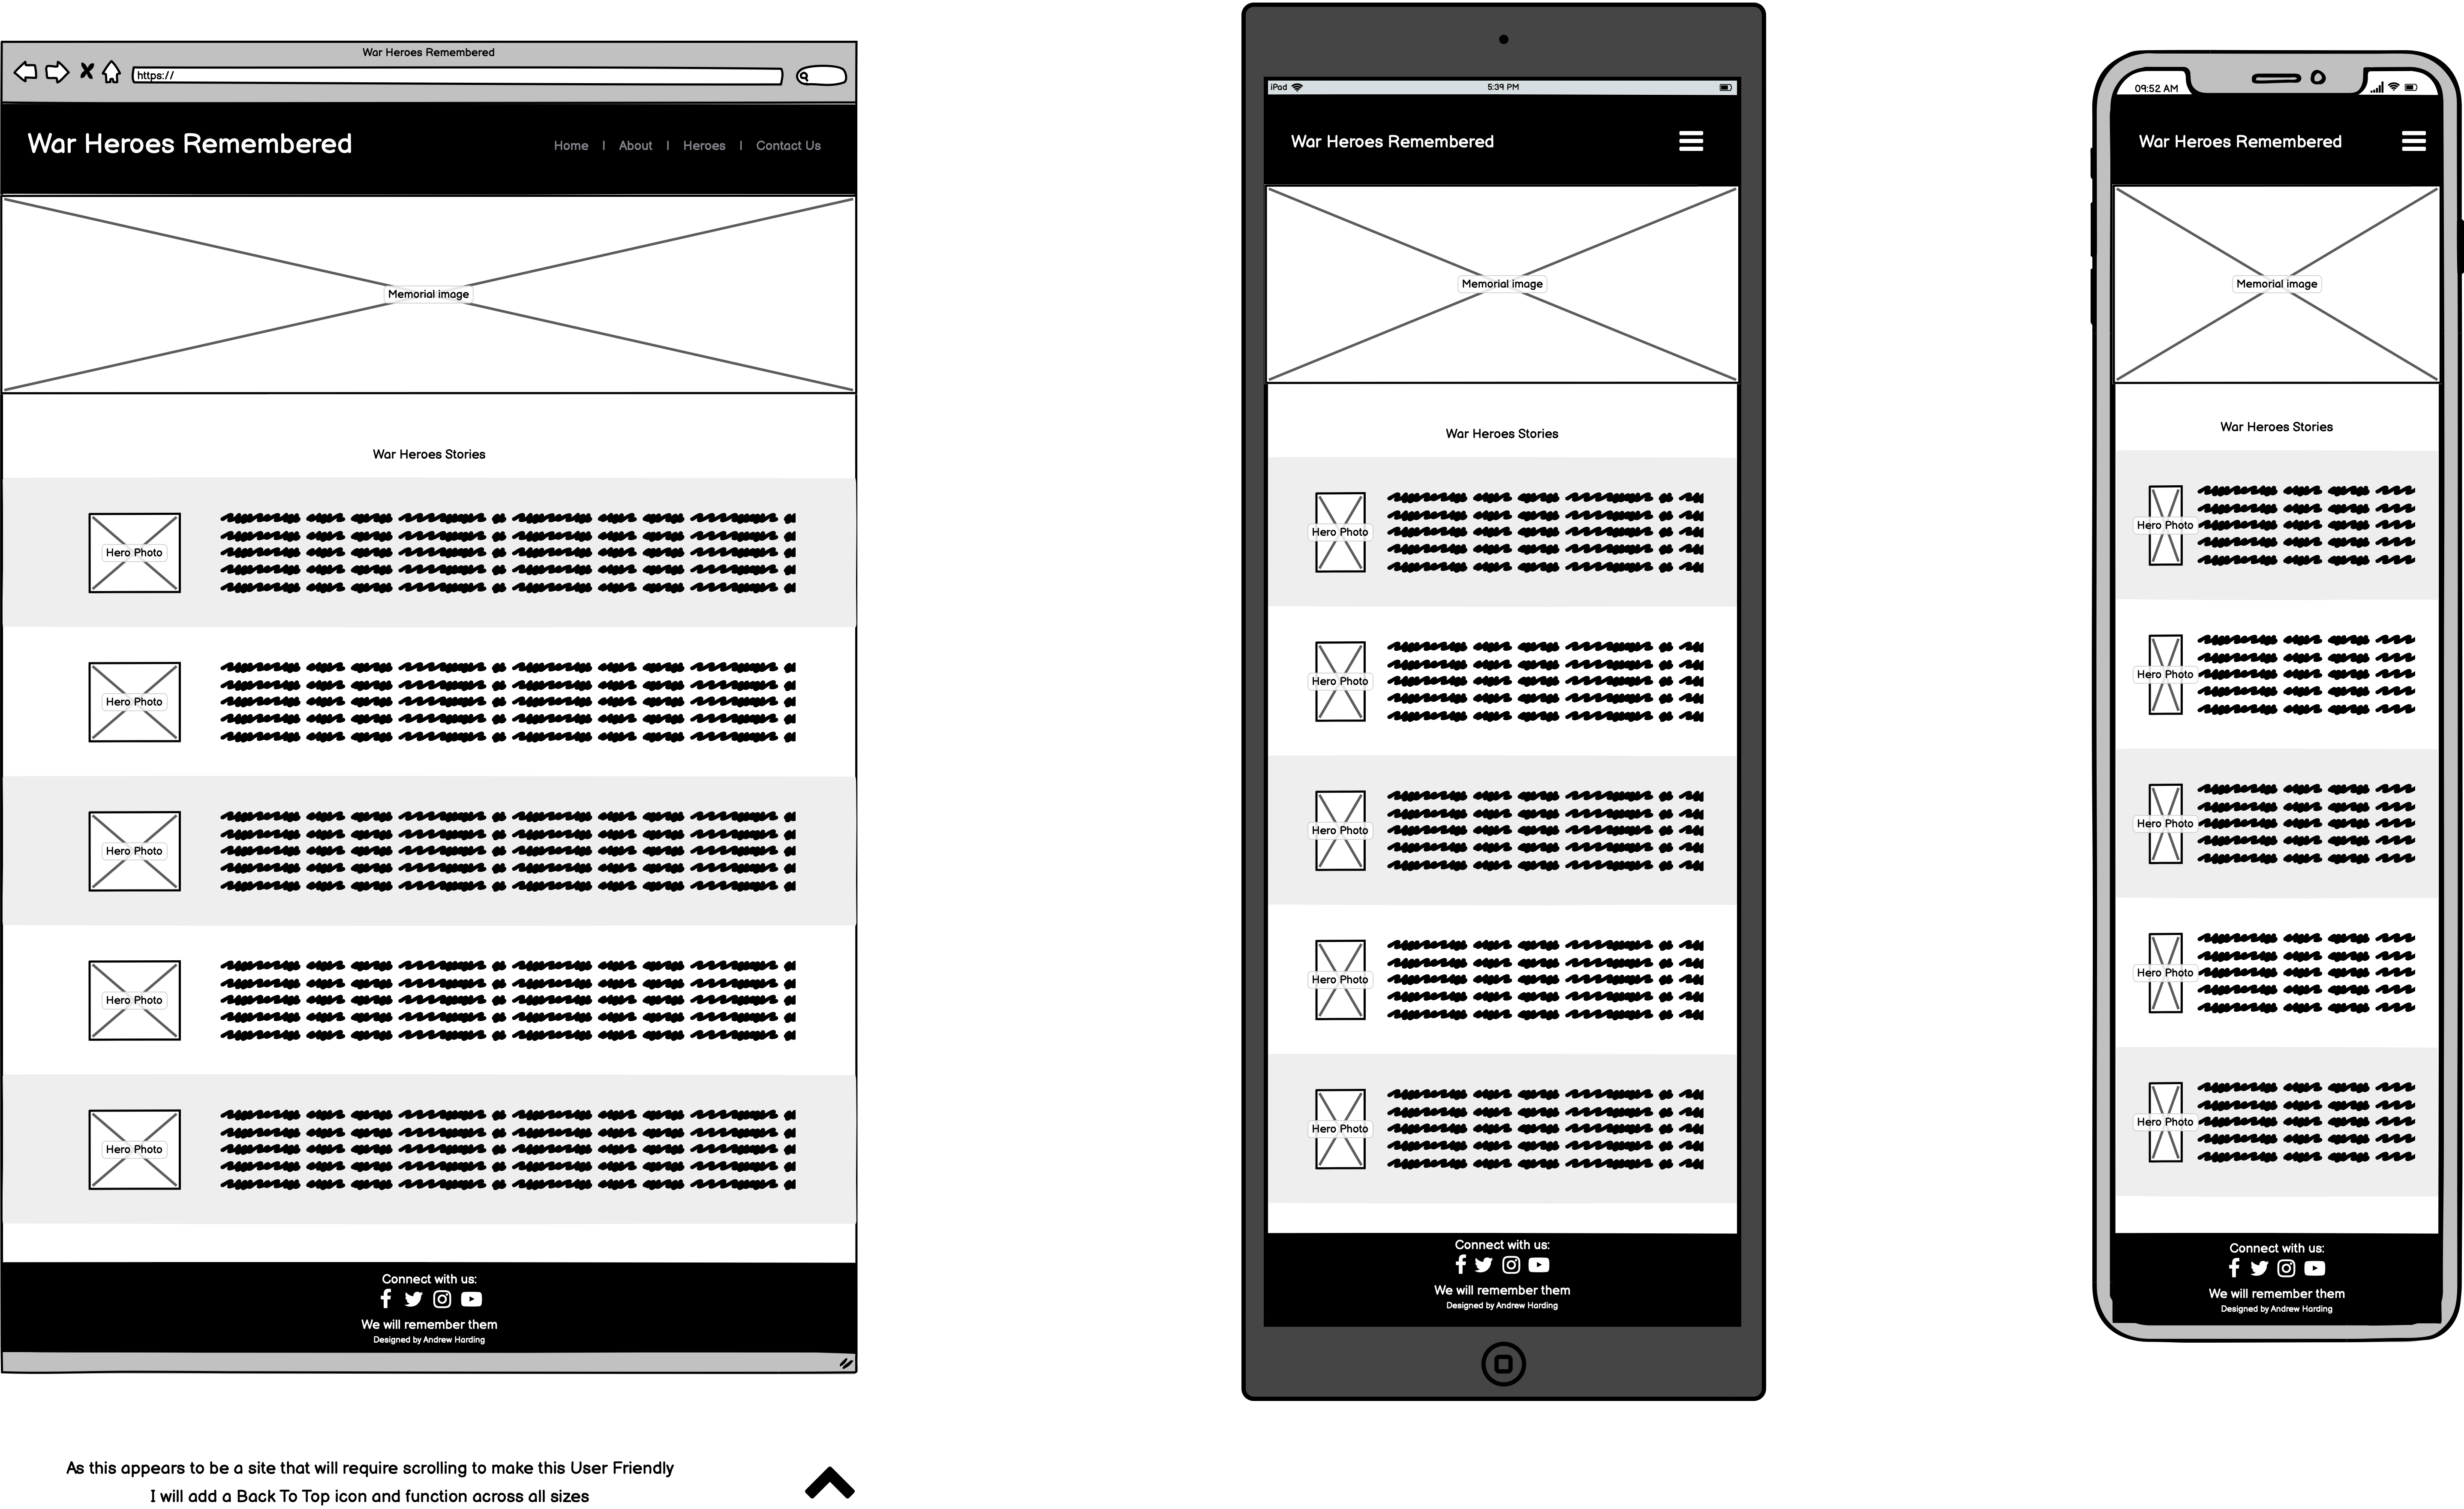 War Heroes Remembered
https://
War Heroes Remembered
Home | About | Heroes | Contact Us
Memorial image
War Heroes Stories
Hero Photo
Hero Photo
Hero Photo
Hero Photo
Hero Photo
Connect with us:
We will remember them
Designed by Andrew Harding
As this appears to be a site that will require scrolling to make this User Friendly
I will add a Back To Top icon and function across all sizes
iPad 5:39 PM
War Heroes Remembered
Memorial image
War Heroes Stories
Hero Photo
Hero Photo
Hero Photo
Hero Photo
Hero Photo
Connect with us:
We will remember them
Designed by Andrew Harding
09:52 AM
War Heroes Remembered
Memorial image
War Heroes Stories
Hero Photo
Hero Photo
Hero Photo
Hero Photo
Hero Photo
Connect with us:
We will remember them
Designed by Andrew Harding